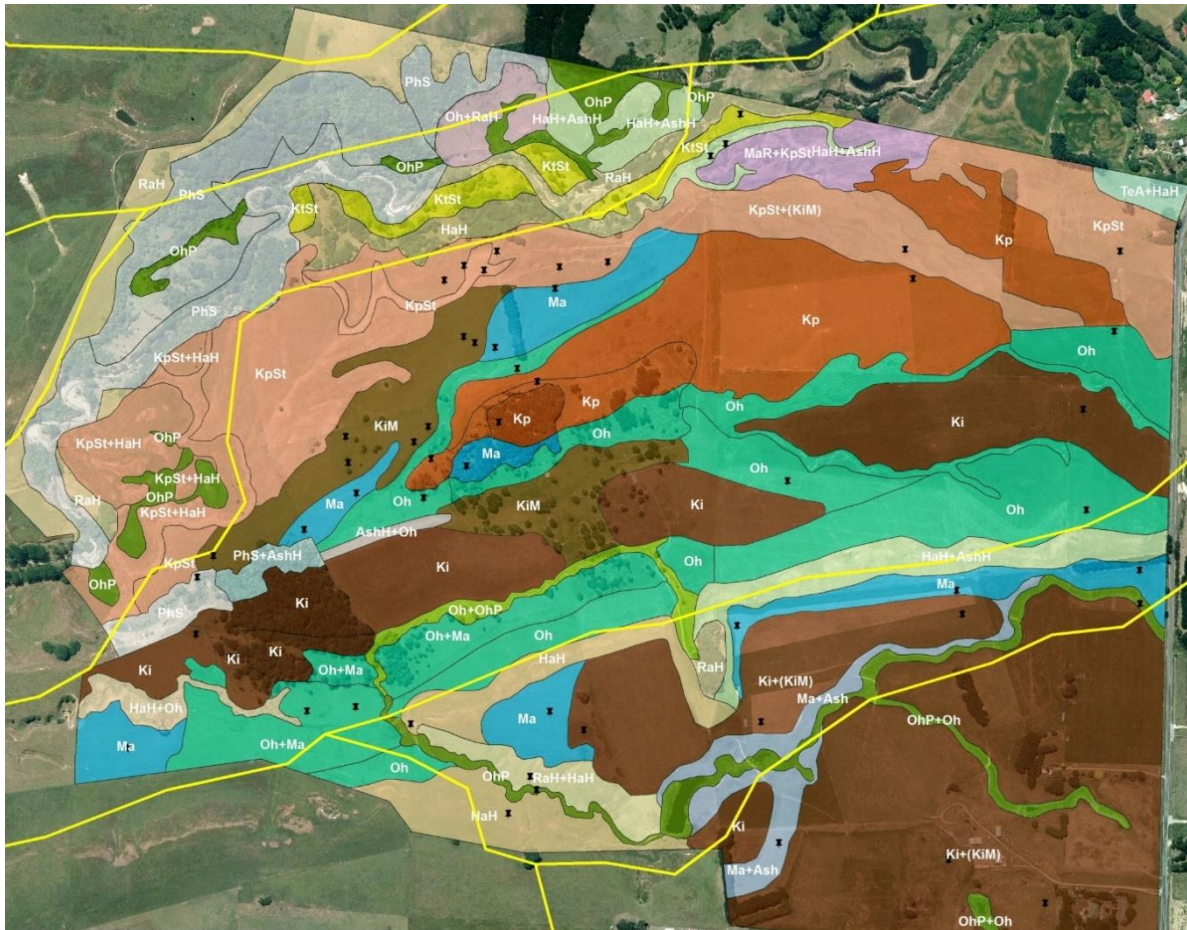 PhS
OhP
OhP
Oh+RaH
HaH+AshH
HaH+AshH
KtSt
MaR+KpSt
HaH+AshH
OhP
KtSt
RaH
RaH
PhS
TeA+HaH
KtSt
KtSt
KpSt+(KiM)
KpSt
HaH
OhP
Kp
PhS
KpSt
Ma
Kp
Oh
KpSt+HaH
KpSt
Kp
Ki
Kp
KiM
Oh
OhP
KpSt+HaH
Ma
KpSt+HaH
OhP
Ma
Oh
RaH
KiM
Ki
Oh
KpSt+HaH
AshH+Oh
PhS+AshH
HaH+AshH
KpSt
Oh
Ki
OhP
Ma
PhS
Ki
Oh+OhP
Oh+Ma
Oh
HaH
Ki
Ki
Ki
Oh+Ma
RaH
Ki+(KiM)
Ma+Ash
HaH+Oh
Ma
OhP+Oh
Ma
Oh+Ma
Oh
OhP
RaH+HaH
HaH
Ki
Ki+(KiM)
Ma+Ash
OhP+Oh